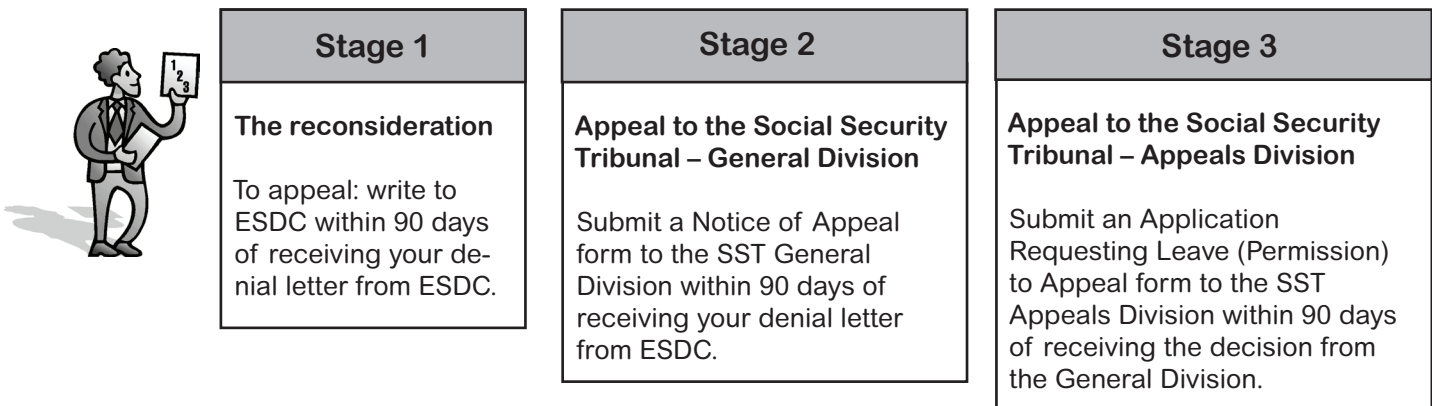 1
2
3
Stage 1
The reconsideration
To appeal: write to
ESDC within 90 days
of receiving your de-
nial letter from ESDC.
Stage 2
Appeal to the Social Security
Tribunal – General Division
Submit a Notice of Appeal
form to the SST General
Division within 90 days of
receiving your denial letter
from ESDC.
Stage 3
Appeal to the Social Security
Tribunal – Appeals Division
Submit an Application
Requesting Leave (Permission)
to Appeal form to the SST
Appeals Division within 90 days
of receiving the decision from
the General Division.